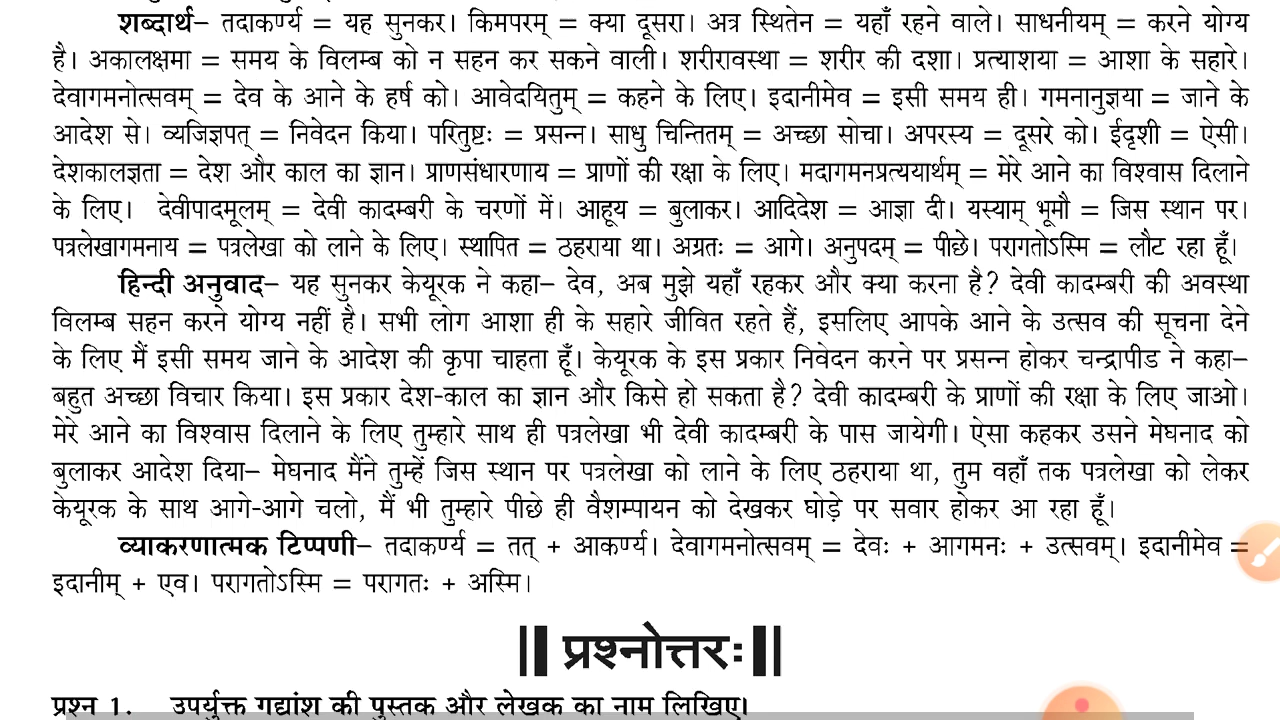 शब्दार्थ– तदाकर्ण्य = यह सुनकर। किमपरम् = क्या दूसरा। अत्र स्थितेन = यहाँ रहने वाले। साधनीयम् = करने योग्य
है। अकालक्षमा = समय के विलम्ब को न सहन कर सकने वाली। शरीरावस्था = शरीर की दशा। प्रत्याशया = आशा के सहारे।
देवागमनोत्सवम् = देव के आने के हर्ष को। आवेदयितुम् = कहने के लिए। इदानीमेव = इसी समय ही। गमनानुज्ञया = जाने के
आदेश से। व्यजिज्ञपत् = निवेदन किया। परितुष्टः = प्रसन्न। साधु चिन्तितम् = अच्छा सोचा। अपरस्य = दूसरे को। ईदृशी = ऐसी।
देशकालज्ञता = देश और काल का ज्ञान। प्राणसंधारणाय = प्राणों की रक्षा के लिए। मदागमनप्रत्ययार्थम् = मेरे आने का विश्वास दिलाने
के लिए। देवीपादमूलम् = देवी कादम्बरी के चरणों में। आहूय = बुलाकर। आदिदेश = आज्ञा दी। यस्याम् भूमौ = जिस स्थान पर।
पत्रलेखागमनाय = पत्रलेखा को लाने के लिए। स्थापित = ठहराया था। अग्रतः = आगे। अनुपदम् = पीछे। परागतोऽस्मि = लौट रहा हूँ।
हिन्दी अनुवाद– यह सुनकर केयूरक ने कहा– देव, अब मुझे यहाँ रहकर और क्या करना है? देवी कादम्बरी की अवस्था
विलम्ब सहन करने योग्य नहीं है। सभी लोग आशा ही के सहारे जीवित रहते हैं, इसलिए आपके आने के उत्सव की सूचना देने
के लिए मैं इसी समय जाने के आदेश की कृपा चाहता हूँ। केयूरक के इस प्रकार निवेदन करने पर प्रसन्न होकर चन्द्रापीड ने कहा–
बहुत अच्छा विचार किया। इस प्रकार देश-काल का ज्ञान और किसे हो सकता है? देवी कादम्बरी के प्राणों की रक्षा के लिए जाओ।
मेरे आने का विश्वास दिलाने के लिए तुम्हारे साथ ही पत्रलेखा भी देवी कादम्बरी के पास जायेगी। ऐसा कहकर उसने मेघनाद को
बुलाकर आदेश दिया– मेघनाद मैंने तुम्हें जिस स्थान पर पत्रलेखा को लाने के लिए ठहराया था, तुम वहाँ तक पत्रलेखा को लेकर
केयूरक के साथ आगे-आगे चलो, मैं भी तुम्हारे पीछे ही वैशम्पायन को देखकर घोड़े पर सवार होकर आ रहा हूँ।
व्याकरणात्मक टिप्पणी– तदाकर्ण्य = तत् + आकर्ण्य। देवागमनोत्सवम् = देवः + आगमनः + उत्सवम्। इदानीमेव =
इदानीम् + एव। परागतोऽस्मि = परागतः + अस्मि।
प्रश्नोत्तरः
प्रश्न 1. उपर्युक्त गद्यांश की पुस्तक और लेखक का नाम लिखिए।